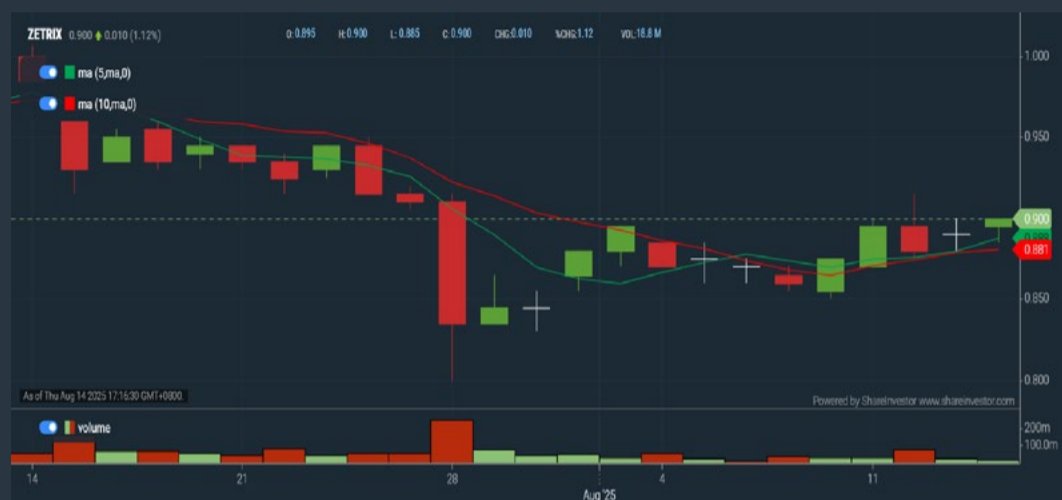 ZETRIX 0.900 0.010 (1.12%) O: 0.895 H: 0.900 L: 0.885 C: 0.900 CHG:0.010 %CHG:1.12 VOL:18.8 M
ma (5,ma,0)
ma (10,ma,0)
1.000
0.950
0.900
0.881
0.850
0.800
As of Thu Aug 14 2025 17:16:30 GMT+0800.
Powered by ShareInvestor www.shareinvestor.com
volume
200m
100.0m
14 21 28 4 11
Aug '25